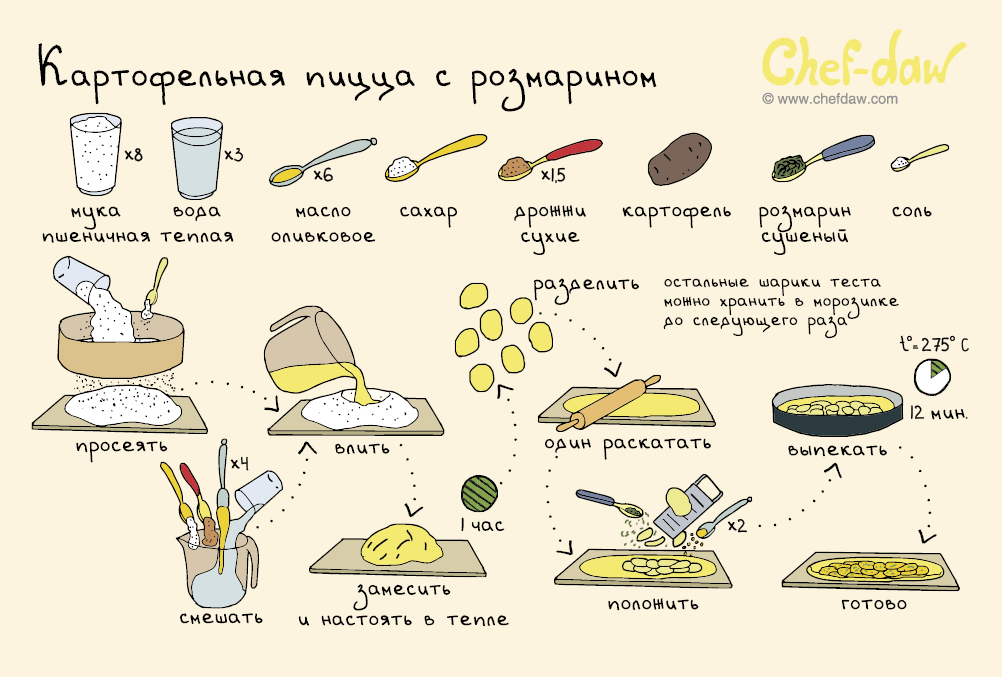 Картофельная пицца с розмарином
Chef-daw
© www.chefdaw.com
x8
x3
x6
x1,5
мука
пшеничная
вода
теплая
масло
оливковое
сахар
дрожжи
сухие
картофель
розмарин
сушеный
соль
просеять
x4
смешать
влить
замесить
и настоять в тепле
1 час
разделить
остальные шарики теста
можно хранить в морозилке
до следующего раза
один раскатать
x2
положить
t°=275° C
12 мин.
выпекать
готово